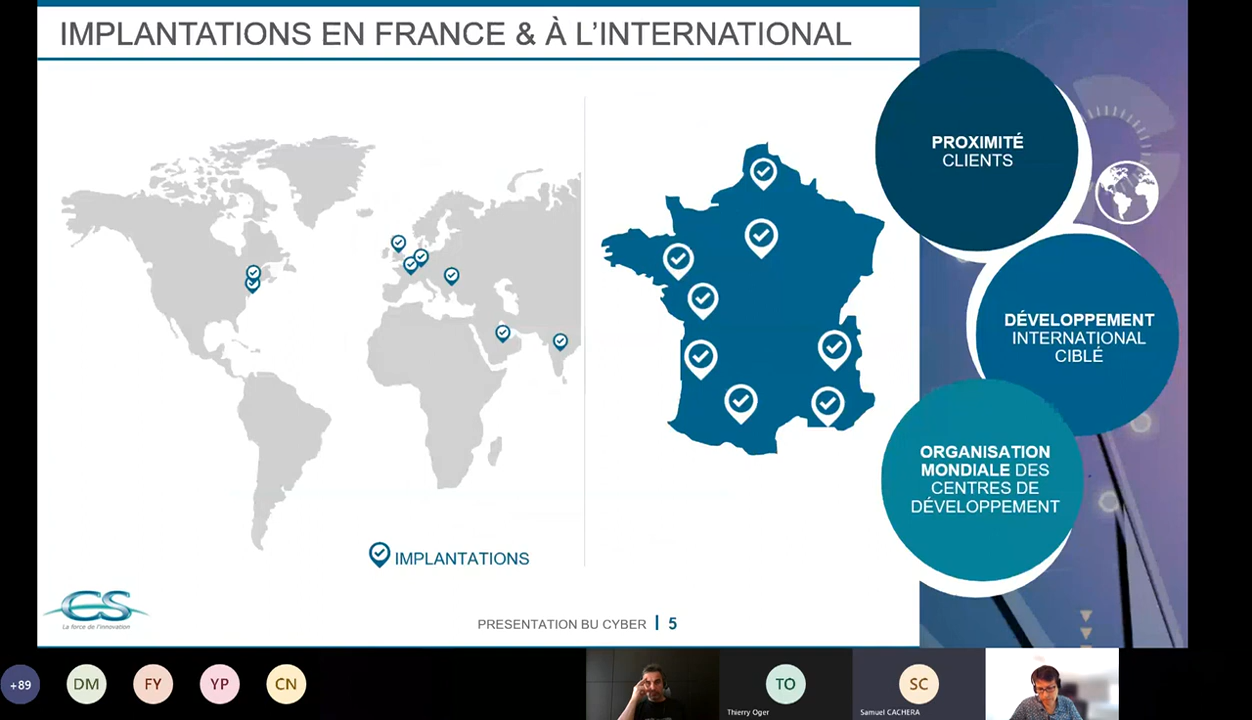 IMPLANTATIONS EN FRANCE & À L'INTERNATIONAL
PROXIMITÉ
CLIENTS
DÉVELOPPEMENT
INTERNATIONAL
CIBLÉ
ORGANISATION
MONDIALE DES
CENTRES DE
DÉVELOPPEMENT
IMPLANTATIONS
CS
La force de l'innovation
PRESENTATION BU CYBER | 5
+89
DM
FY
YP
CN
TO
Thierry Oger
SC
Samuel CACHERA